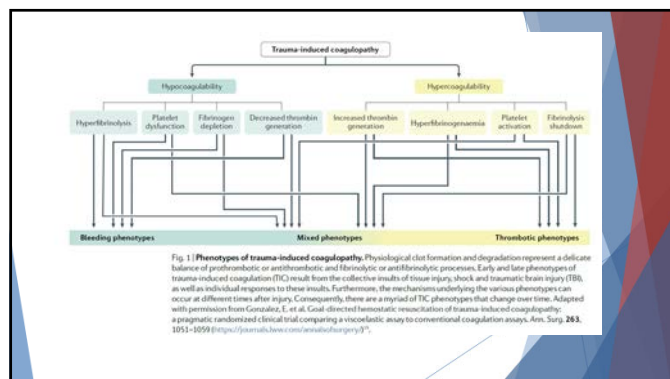 Trauma-induced coagulopathy
Hypocoagulability
Hypercoagulability
Hyperfibrinolysis
Platelet
dysfunction
Fibrinogen
depletion
Decreased thrombin
generation
Increased thrombin
generation
Hyperfibrinogenaemia
Platelet
activation
Fibrinolysis
shutdown
Bleeding phenotypes
Mixed phenotypes
Thrombotic phenotypes
Fig. 1 | Phenotypes of trauma-induced coagulopathy. Physiological clot formation and degradation represent a delicate
balance of prothrombotic or antithrombotic and fibrinolytic or antifibrinolytic processes. Early and late phenotypes of
trauma-induced coagulation (TIC) result from the collective insults of tissue injury, shock and traumatic brain injury (TBI),
as well as individual responses to these insults. Furthermore, the mechanisms underlying the various phenotypes can
occur at different times after injury. Consequently, there are a myriad of TIC phenotypes that change over time. Adapted
with permission from Gonzalez, E. et al. Goal-directed hemostatic resuscitation of trauma-induced coagulopathy:
a pragmatic randomized clinical trial comparing a viscoelastic assay to conventional coagulation assays. Ann. Surg. 263,
1051–1059 (https://journals.lww.com/annalsofsurgery/)